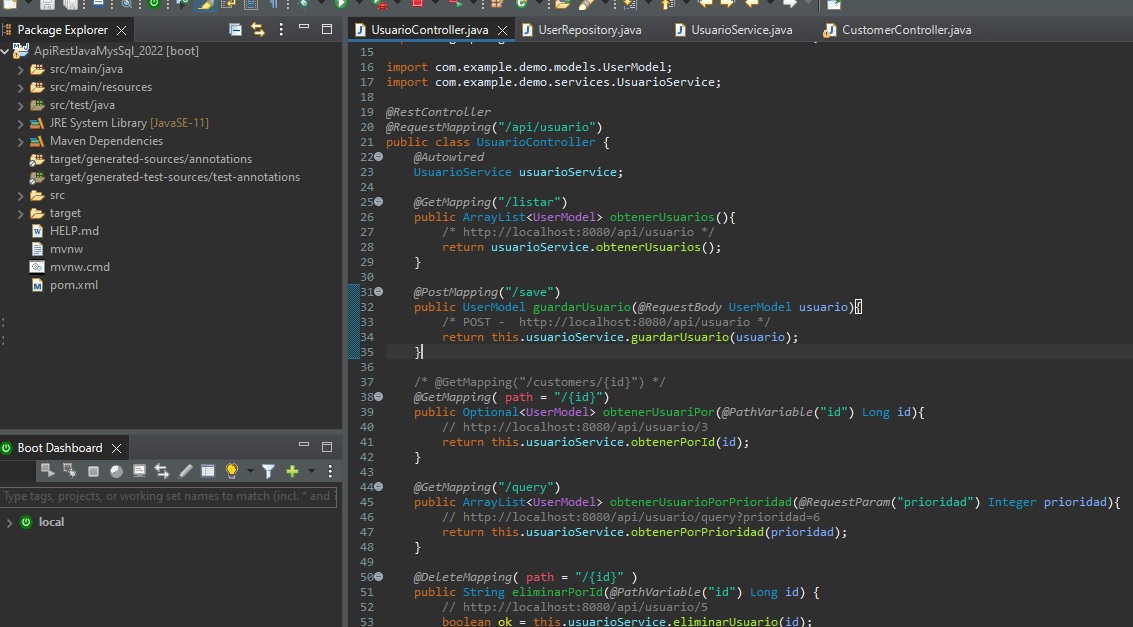 Package Explorer
UsuarioController.java
UserRepository.java
UsuarioService.java
CustomerController.java
ApiRestJavaMysSql_2022 [boot]
src/main/java
src/main/resources
src/test/java
JRE System Library [JavaSE-11]
Maven Dependencies
target/generated-sources/annotations
target/generated-test-sources/test-annotations
src
target
HELP.md
mvnw
mvnw.cmd
pom.xml
Boot Dashboard
Type tags, projects, or working set names to match (incl. * and
local
15
16 import com.example.demo.models.UserModel;
17 import com.example.demo.services.UsuarioService;
18
19 @RestController
20 @RequestMapping("/api/usuario")
21 public class UsuarioController {
22 @Autowired
23 UsuarioService usuarioService;
24
25 @GetMapping("/listar")
26 public ArrayList<UserModel> obtenerUsuarios(){
27 /* http://localhost:8080/api/usuario */
28 return usuarioService.obtenerUsuarios();
29 }
30
31 @PostMapping("/save")
32 public UserModel guardarUsuario(@RequestBody UserModel usuario){
33 /* POST -  http://localhost:8080/api/usuario */
34 return this.usuarioService.guardarUsuario(usuario);
35 }
36
37 /* @GetMapping("/customers/{id}") */
38 @GetMapping( path = "/{id}")
39 public Optional<UserModel> obtenerUsuariPor(@PathVariable("id") Long id){
40 // http://localhost:8080/api/usuario/3
41 return this.usuarioService.obtenerPorId(id);
42 }
43
44 @GetMapping("/query")
45 public ArrayList<UserModel> obtenerUsuarioPorPrioridad(@RequestParam("prioridad") Integer prioridad){
46 // http://localhost:8080/api/usuario/query?prioridad=6
47 return this.usuarioService.obtenerPorPrioridad(prioridad);
48 }
49
50 @DeleteMapping( path = "/{id}" )
51 public String eliminarPorId(@PathVariable("id") Long id) {
52 // http://localhost:8080/api/usuario/5
53 boolean ok = this.usuarioService.eliminarUsuario(id);